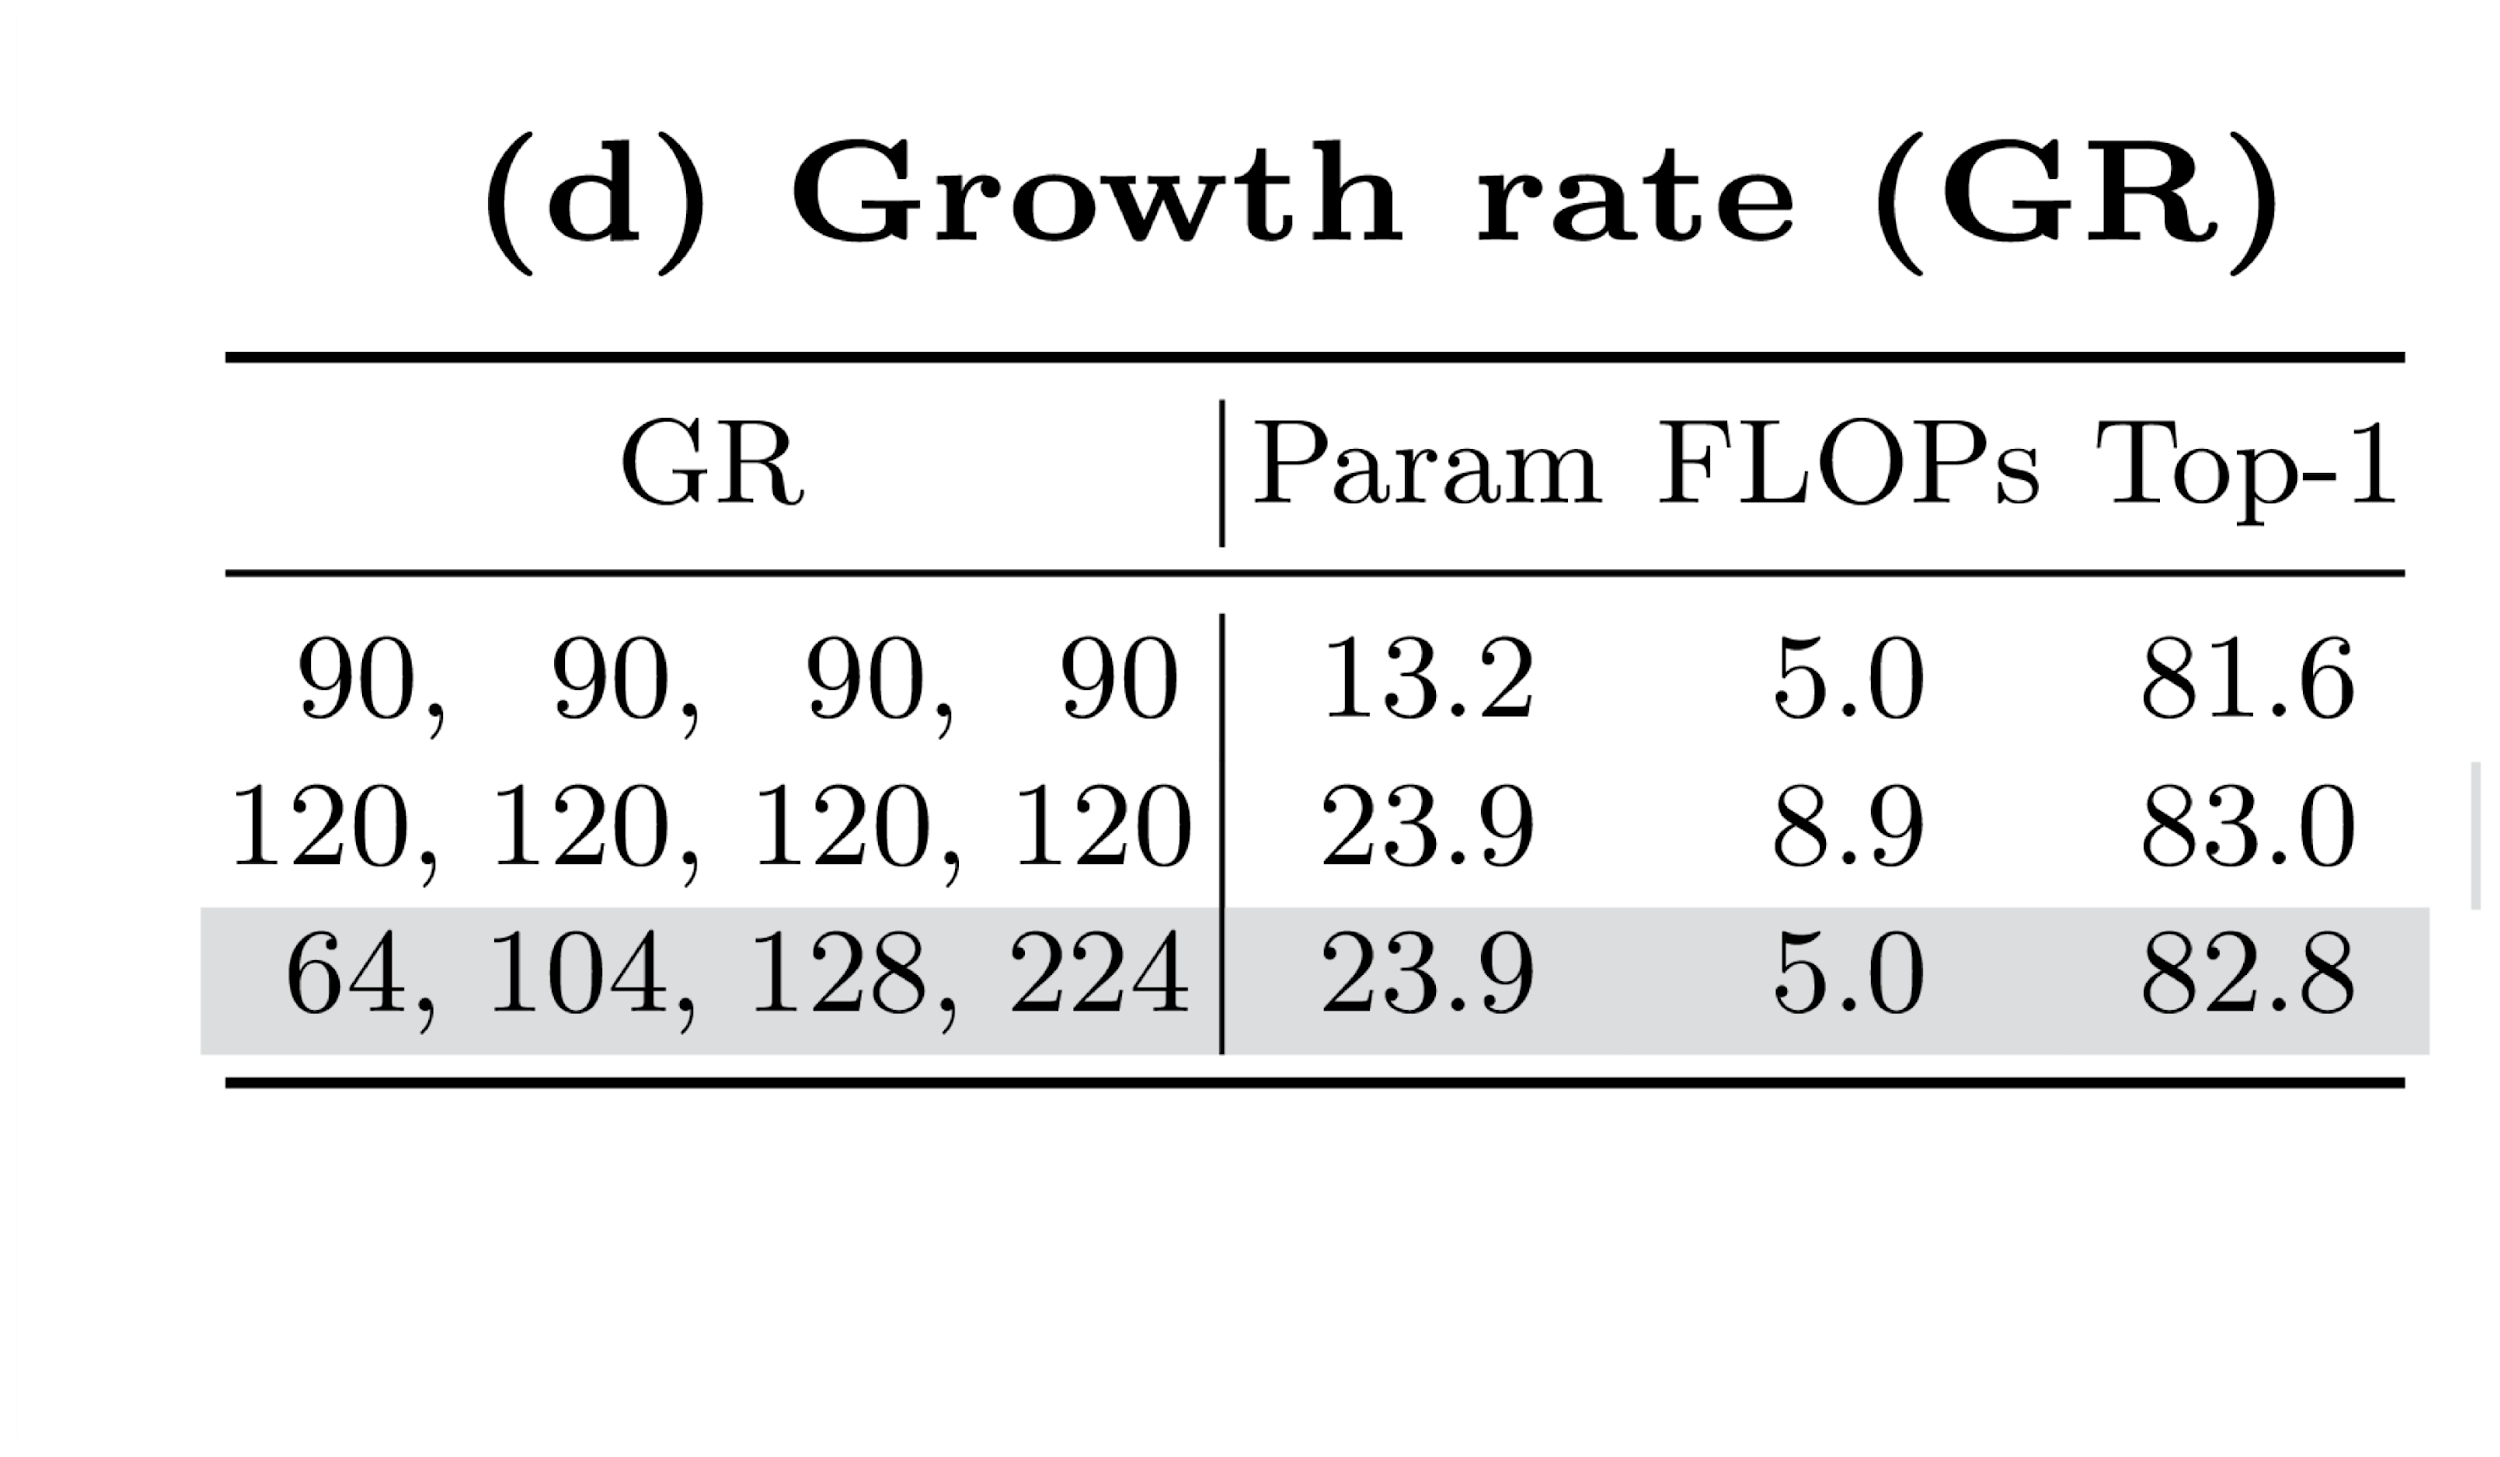 (d) Growth rate (GR)
GR Param FLOPs Top-1
90, 90, 90, 90 13.2 5.0 81.6
120, 120, 120, 120 23.9 8.9 83.0
64, 104, 128, 224 23.9 5.0 82.8